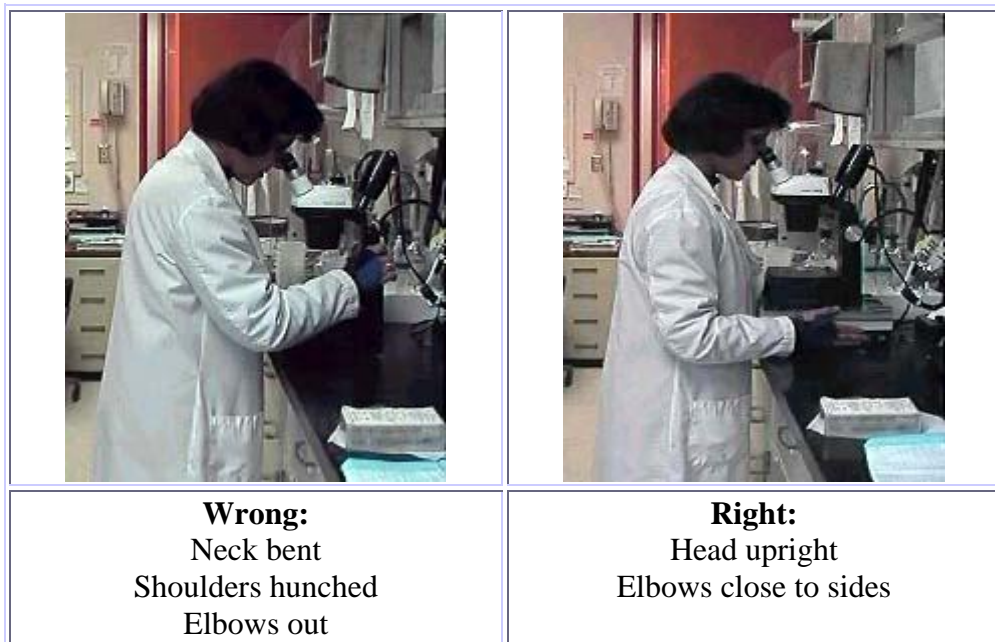 Wrong:
Neck bent
Shoulders hunched
Elbows out
Right:
Head upright
Elbows close to sides